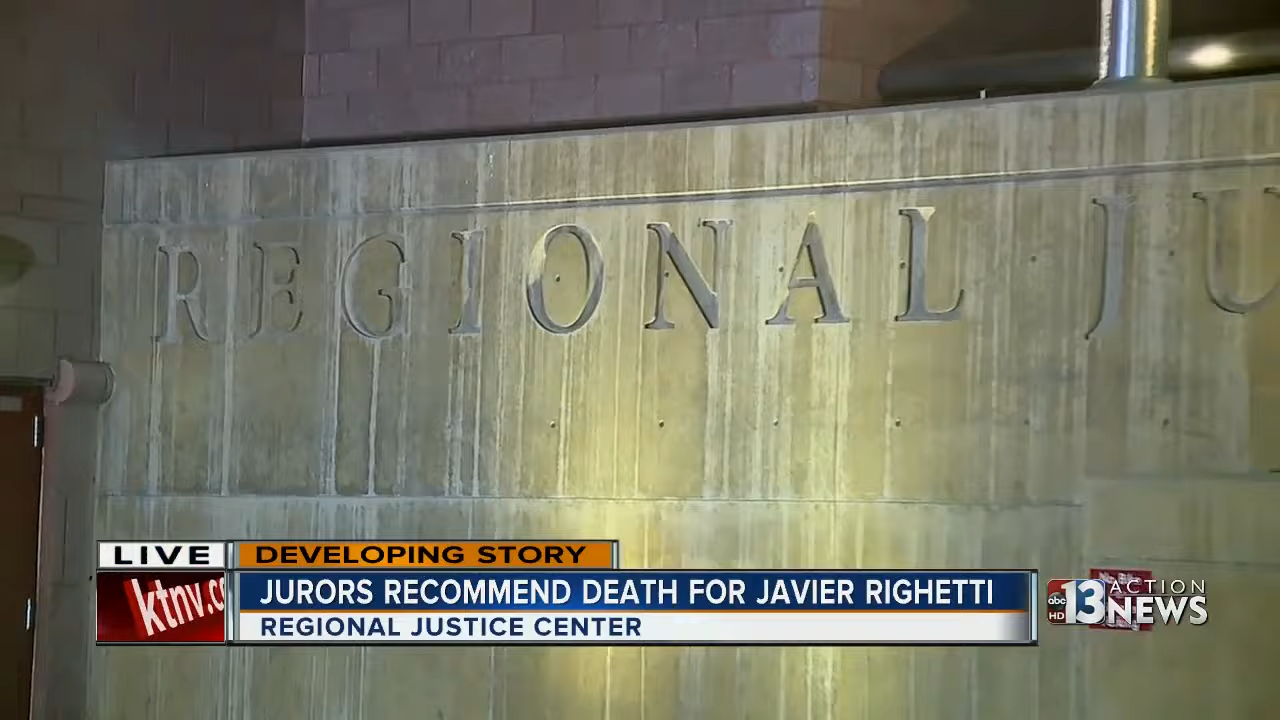 REGIONAL JU
LIVE
DEVELOPING STORY
ktnv.c
JURORS RECOMMEND DEATH FOR JAVIER RIGHETTI
REGIONAL JUSTICE CENTER
abc
HD
13
ACTION
NEWS